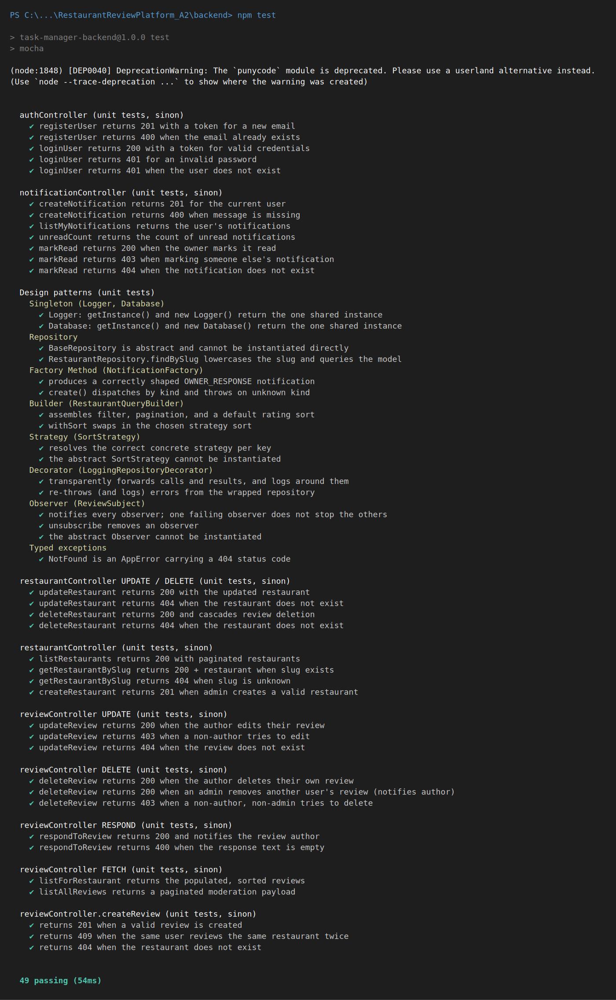 PS C:\...\RestaurantReviewPlatform_A2\backend> npm test
> task-manager-backend@1.0.0 test
> mocha
(node:1848) [DEP0040] DeprecationWarning: The `punycode` module is deprecated. Please use a userland alternative instead.
(Use `node --trace-deprecation ...` to show where the warning was created)
authController (unit tests, sinon)
✔ registerUser returns 201 with a token for a new email
✔ registerUser returns 400 when the email already exists
✔ loginUser returns 200 with a token for valid credentials
✔ loginUser returns 401 for an invalid password
✔ loginUser returns 401 when the user does not exist
notificationController (unit tests, sinon)
✔ createNotification returns 201 for the current user
✔ createNotification returns 400 when message is missing
✔ listMyNotifications returns the user's notifications
✔ unreadCount returns the count of unread notifications
✔ markRead returns 200 when the owner marks it read
✔ markRead returns 403 when marking someone else's notification
✔ markRead returns 404 when the notification does not exist
Design patterns (unit tests)
Singleton (Logger, Database)
✔ Logger: getInstance() and new Logger() return the one shared instance
✔ Database: getInstance() and new Database() return the one shared instance
Repository
✔ BaseRepository is abstract and cannot be instantiated directly
✔ RestaurantRepository.findBySlug lowercases the slug and queries the model
Factory Method (NotificationFactory)
✔ produces a correctly shaped OWNER_RESPONSE notification
✔ create() dispatches by kind and throws on unknown kind
Builder (RestaurantQueryBuilder)
✔ assembles filter, pagination, and a default rating sort
✔ withSort swaps in the chosen strategy sort
Strategy (SortStrategy)
✔ resolves the correct concrete strategy per key
✔ the abstract SortStrategy cannot be instantiated
Decorator (LoggingRepositoryDecorator)
✔ transparently forwards calls and results, and logs around them
✔ re-throws (and logs) errors from the wrapped repository
Observer (ReviewSubject)
✔ notifies every observer; one failing observer does not stop the others
✔ unsubscribe removes an observer
✔ the abstract Observer cannot be instantiated
Typed exceptions
✔ NotFound is an AppError carrying a 404 status code
restaurantController UPDATE / DELETE (unit tests, sinon)
✔ updateRestaurant returns 200 with the updated restaurant
✔ updateRestaurant returns 404 when the restaurant does not exist
✔ deleteRestaurant returns 200 and cascades review deletion
✔ deleteRestaurant returns 404 when the restaurant does not exist
restaurantController (unit tests, sinon)
✔ listRestaurants returns 200 with paginated restaurants
✔ getRestaurantBySlug returns 200 + restaurant when slug exists
✔ getRestaurantBySlug returns 404 when slug is unknown
✔ createRestaurant returns 201 when admin creates a valid restaurant
reviewController UPDATE (unit tests, sinon)
✔ updateReview returns 200 when the author edits their review
✔ updateReview returns 403 when a non-author tries to edit
✔ updateReview returns 404 when the review does not exist
reviewController DELETE (unit tests, sinon)
✔ deleteReview returns 200 when the author deletes their own review
✔ deleteReview returns 200 when an admin removes another user's review (notifies author)
✔ deleteReview returns 403 when a non-author, non-admin tries to delete
reviewController RESPOND (unit tests, sinon)
✔ respondToReview returns 200 and notifies the review author
✔ respondToReview returns 400 when the response text is empty
reviewController FETCH (unit tests, sinon)
✔ listForRestaurant returns the populated, sorted reviews
✔ listAllReviews returns a paginated moderation payload
reviewController.createReview (unit tests, sinon)
✔ returns 201 when a valid review is created
✔ returns 409 when the same user reviews the same restaurant twice
✔ returns 404 when the restaurant does not exist
49 passing (54ms)